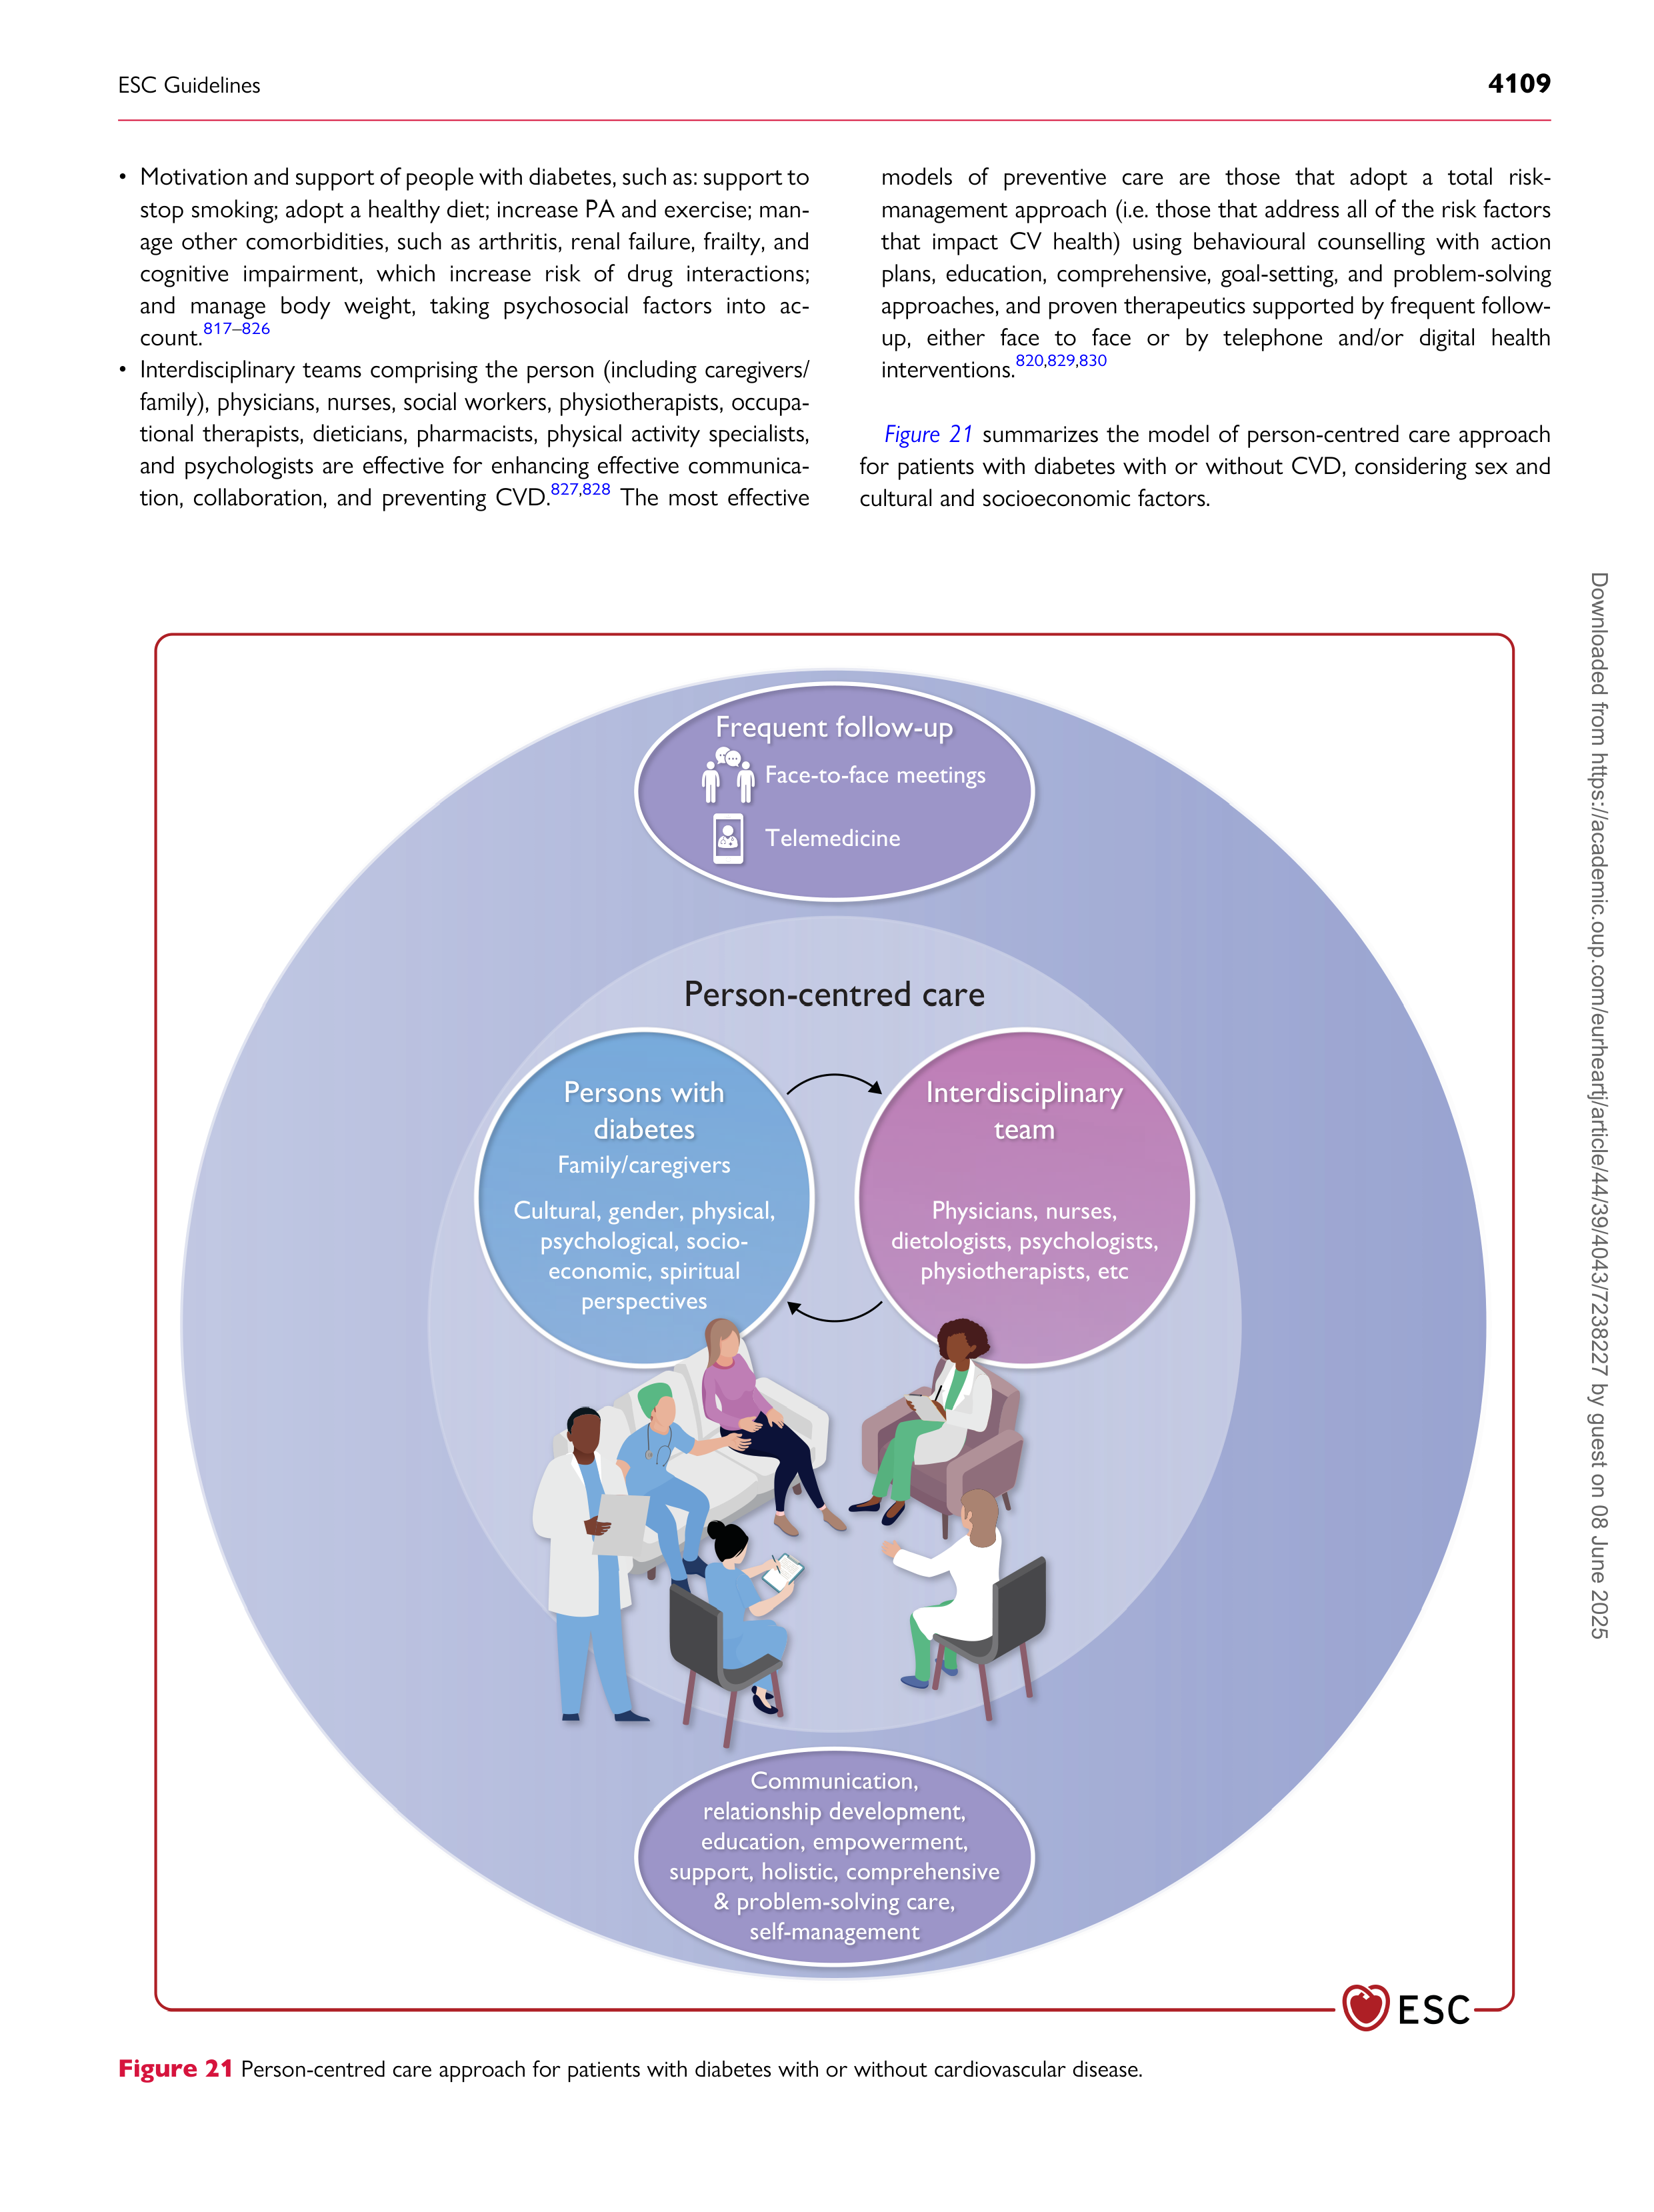 ESC Guidelines
4109
• Motivation and support of people with diabetes, such as: support to
stop smoking; adopt a healthy diet; increase PA and exercise; man-
age other comorbidities, such as arthritis, renal failure, frailty, and
cognitive impairment, which increase risk of drug interactions;
and manage body weight, taking psychosocial factors into ac-
count.817–826
• Interdisciplinary teams comprising the person (including caregivers/
family), physicians, nurses, social workers, physiotherapists, occupa-
tional therapists, dieticians, pharmacists, physical activity specialists,
and psychologists are effective for enhancing effective communica-
tion, collaboration, and preventing CVD.827,828 The most effective
models of preventive care are those that adopt a total risk-
management approach (i.e. those that address all of the risk factors
that impact CV health) using behavioural counselling with action
plans, education, comprehensive, goal-setting, and problem-solving
approaches, and proven therapeutics supported by frequent follow-
up, either face to face or by telephone and/or digital health
interventions.820,829,830
Figure 21 summarizes the model of person-centred care approach
for patients with diabetes with or without CVD, considering sex and
cultural and socioeconomic factors.
Frequent follow-up
Face-to-face meetings
Telemedicine
Person-centred care
Persons with
diabetes
Family/caregivers
Cultural, gender, physical,
psychological, socio-
economic, spiritual
perspectives
Interdisciplinary
team
Physicians, nurses,
dietologists, psychologists,
physiotherapists, etc
Communication,
relationship development,
education, empowerment,
support, holistic, comprehensive
& problem-solving care,
self-management
ESC
Figure 21 Person-centred care approach for patients with diabetes with or without cardiovascular disease.
Downloaded from https://academic.oup.com/eurheartj/article/44/39/4043/7238227 by guest on 08 June 2025